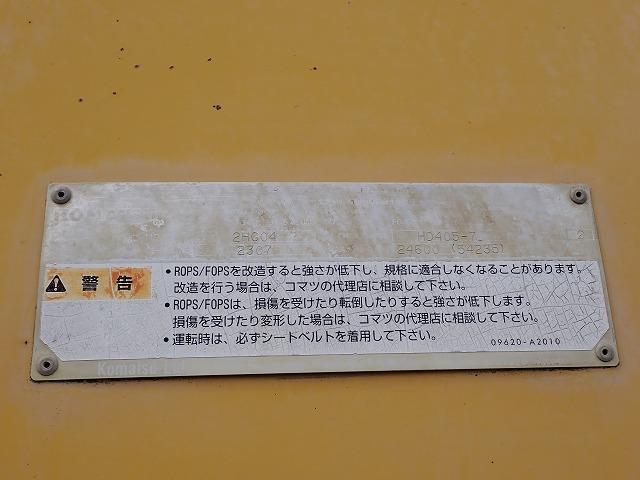 2HG04
HD405-7
2367
24600 (54235)
警告
• ROPS/FOPSを改造すると強さが低下し、規格に適合しなくなることがあります。
改造を行う場合は、コマツの代理店に相談して下さい。
• ROPS/FOPSは、損傷を受けたり転倒したりすると強さが低下します。
損傷を受けたり変形した場合は、コマツの代理店に相談して下さい。
• 運転時は、必ずシートベルトを着用して下さい。
09620-A2010
Komatsu